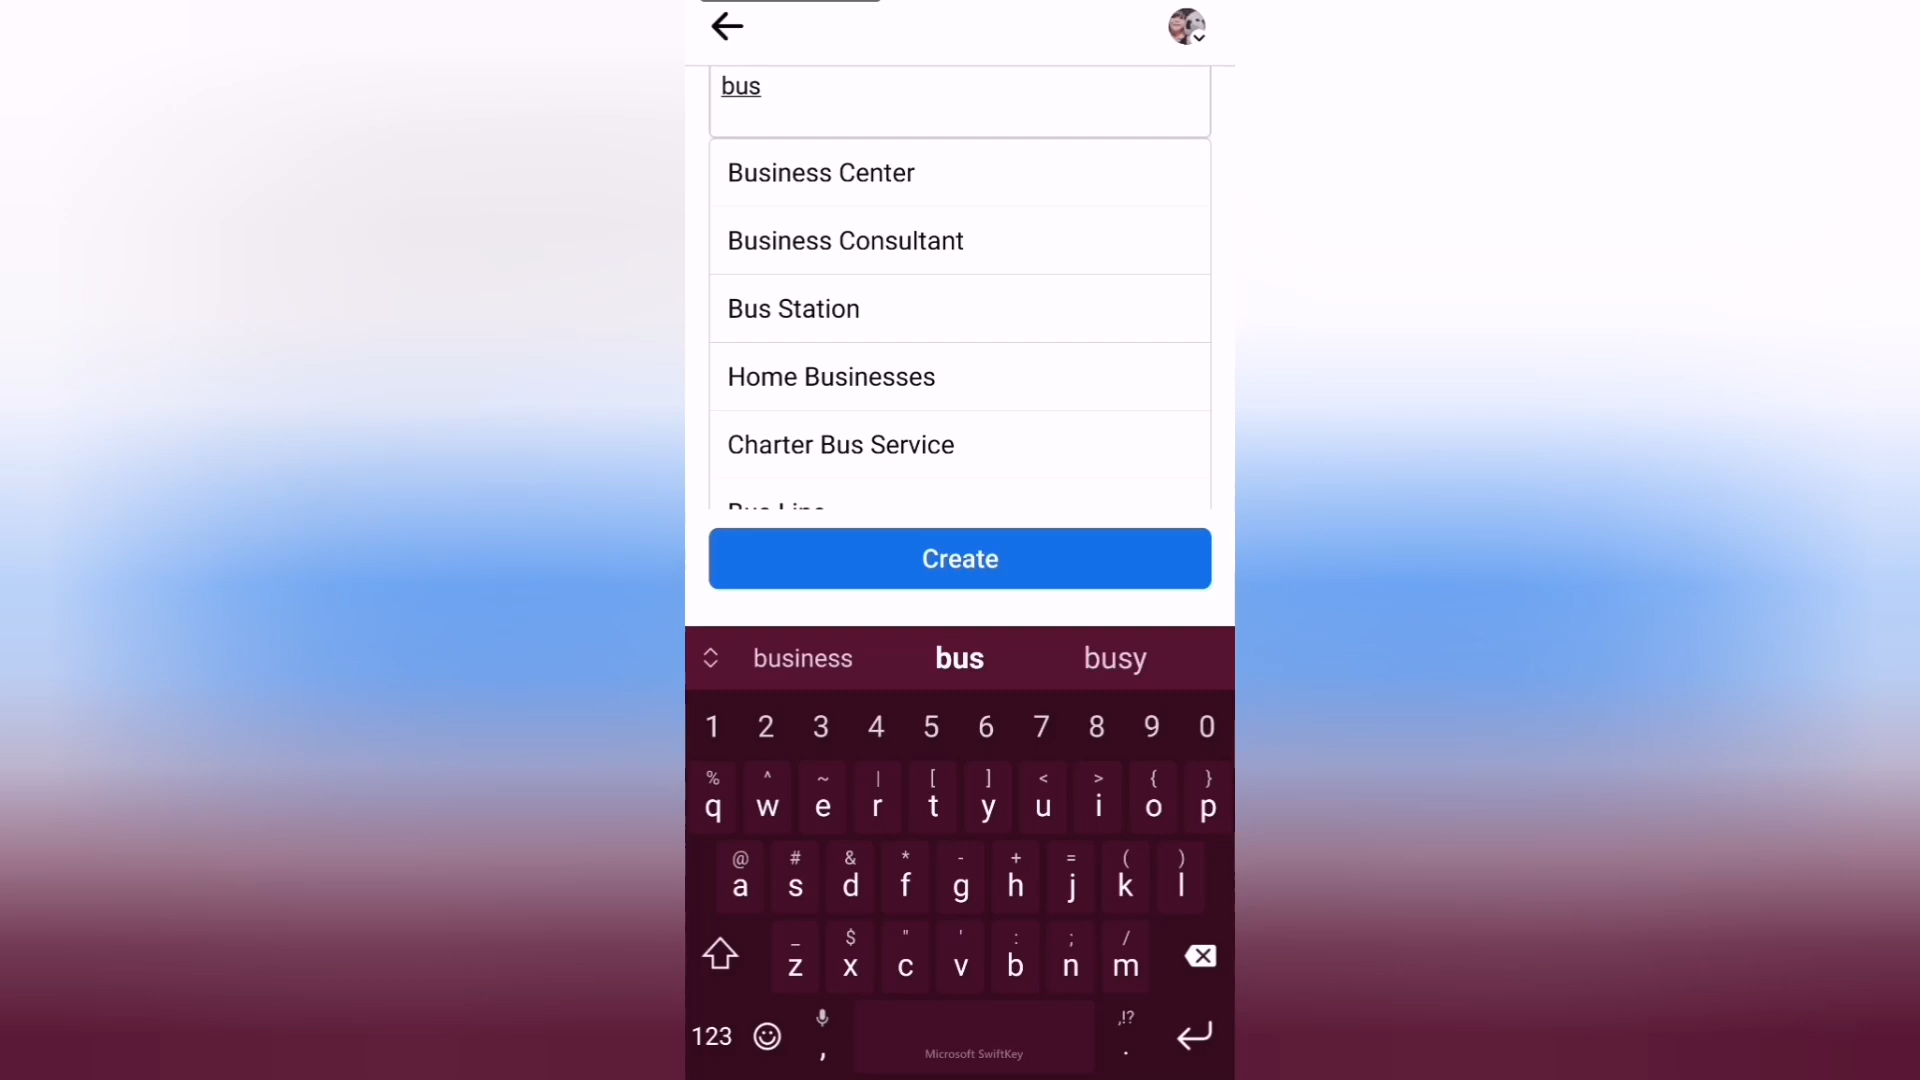 bus
Business Center
Business Consultant
Bus Station
Home Businesses
Charter Bus Service
Bus Line
Create
business bus busy
1 2 3 4 5 6 7 8 9 0
% ^ ~ | [ ] < > { }
q w e r t y u i o p
@ # & * - + = ( )
a s d f g h j k l
_ $ " ' : ; /
z x c v b n m
,!?
123 , .
Microsoft SwiftKey